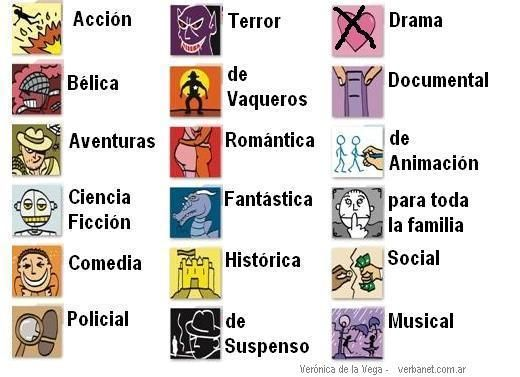 Acción
Terror
Drama
Bélica
de
Vaqueros
Documental
Aventuras
Romántica
de
Animación
Ciencia
Ficción
Fantástica
para toda
la familia
Comedia
Histórica
Social
Policial
de
Suspenso
Musical
Verónica de la Vega - verbanet.com.ar